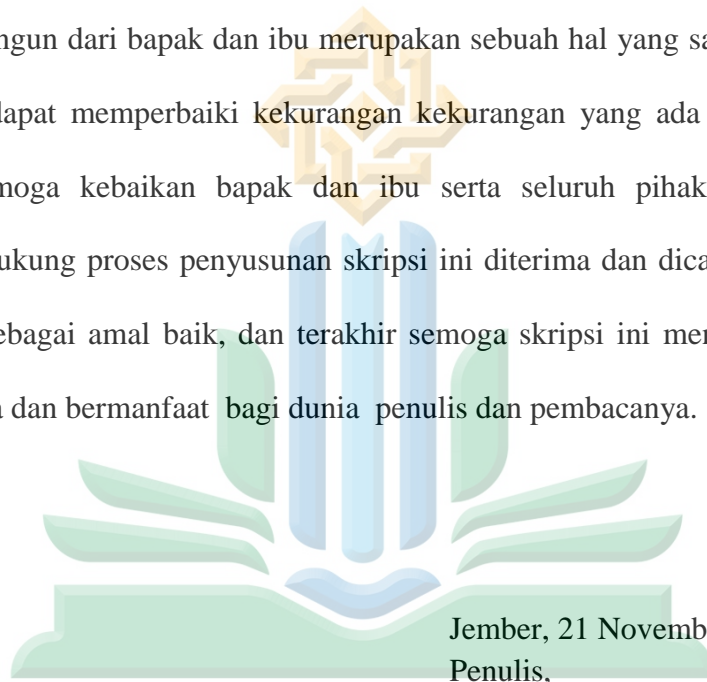 ngun dari bapak dan ibu merupakan sebuah hal yang sa
dapat memperbaiki kekurangan kekurangan yang ada
moga kebaikan bapak dan ibu serta seluruh pihak
ukung proses penyusunan skripsi ini diterima dan dica
ebagai amal baik, dan terakhir semoga skripsi ini men
a dan bermanfaat bagi dunia penulis dan pembacanya.
Jember, 21 Novemb
Penulis,